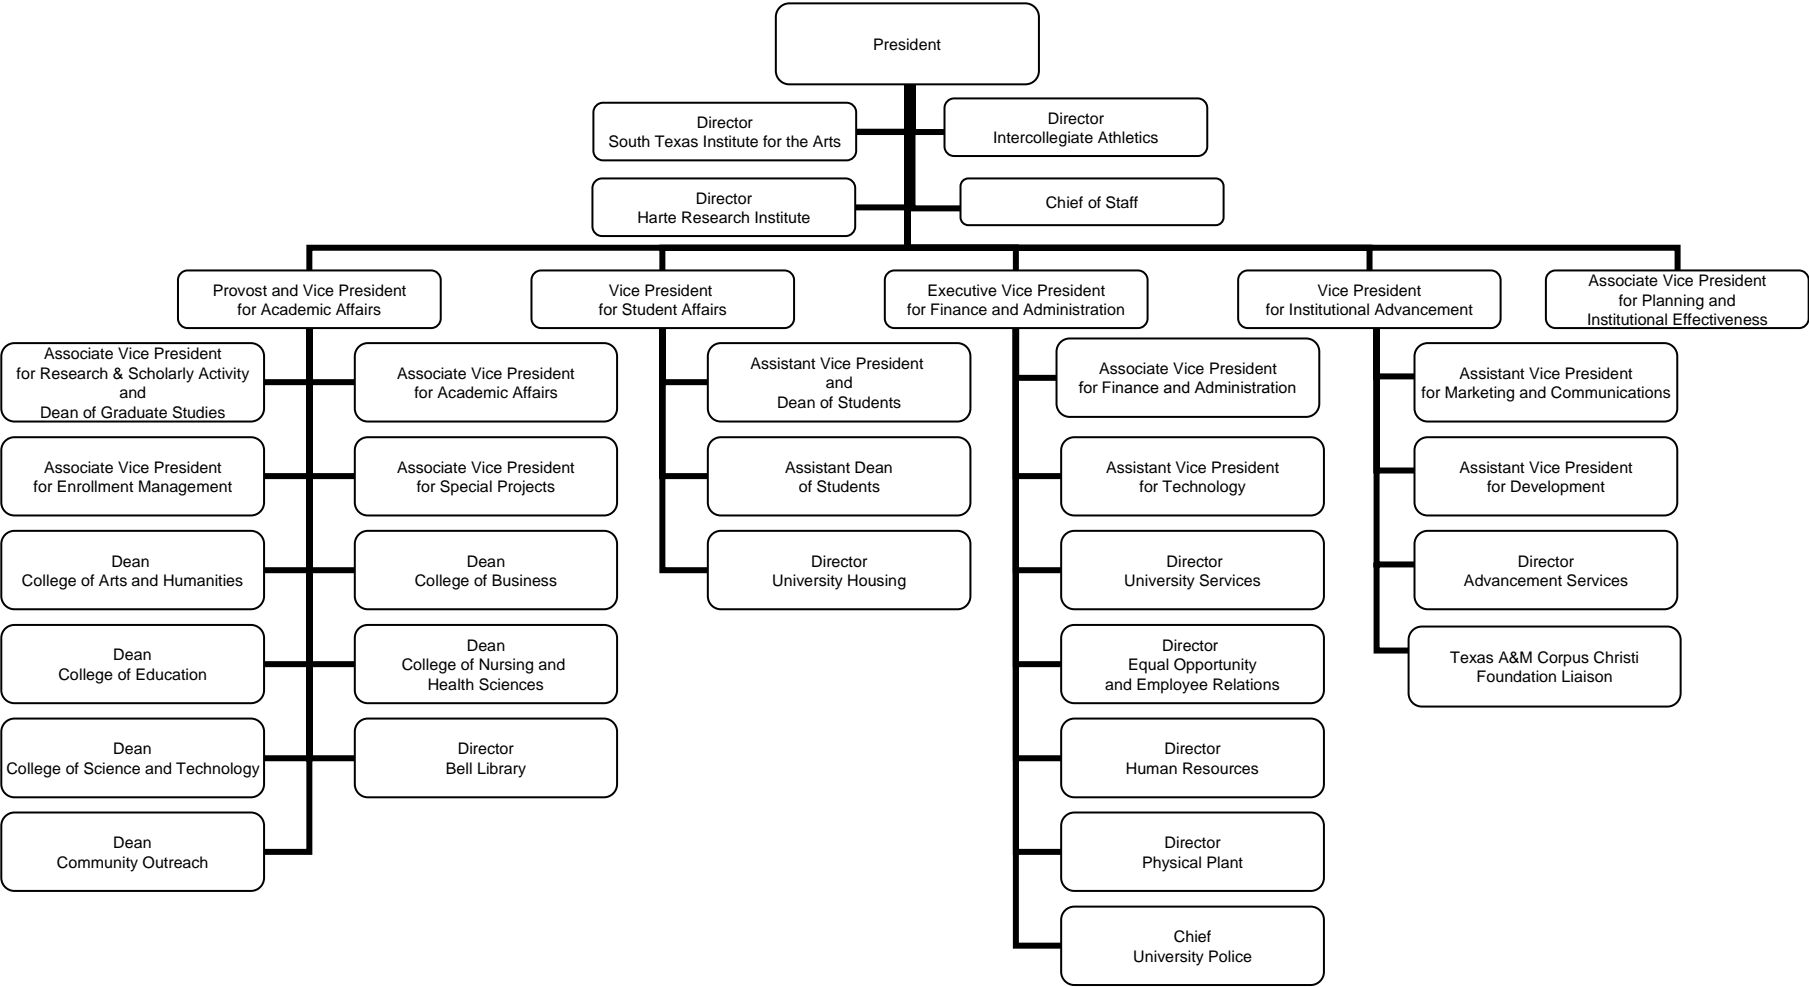 President
Director
South Texas Institute for the Arts
Director
Intercollegiate Athletics
Director
Harte Research Institute
Chief of Staff
Provost and Vice President
for Academic Affairs
Vice President
for Student Affairs
Executive Vice President
for Finance and Administration
Vice President
for Institutional Advancement
Associate Vice President
for Planning and
Institutional Effectiveness
Associate Vice President
for Research & Scholarly Activity
and
Dean of Graduate Studies
Associate Vice President
for Academic Affairs
Associate Vice President
for Enrollment Management
Associate Vice President
for Special Projects
Dean
College of Arts and Humanities
Dean
College of Business
Dean
College of Education
Dean
College of Nursing and
Health Sciences
Dean
College of Science and Technology
Director
Bell Library
Dean
Community Outreach
Assistant Vice President
and
Dean of Students
Assistant Dean
of Students
Director
University Housing
Associate Vice President
for Finance and Administration
Assistant Vice President
for Technology
Director
University Services
Director
Equal Opportunity
and Employee Relations
Director
Human Resources
Director
Physical Plant
Chief
University Police
Assistant Vice President
for Marketing and Communications
Assistant Vice President
for Development
Director
Advancement Services
Texas A&M Corpus Christi
Foundation Liaison